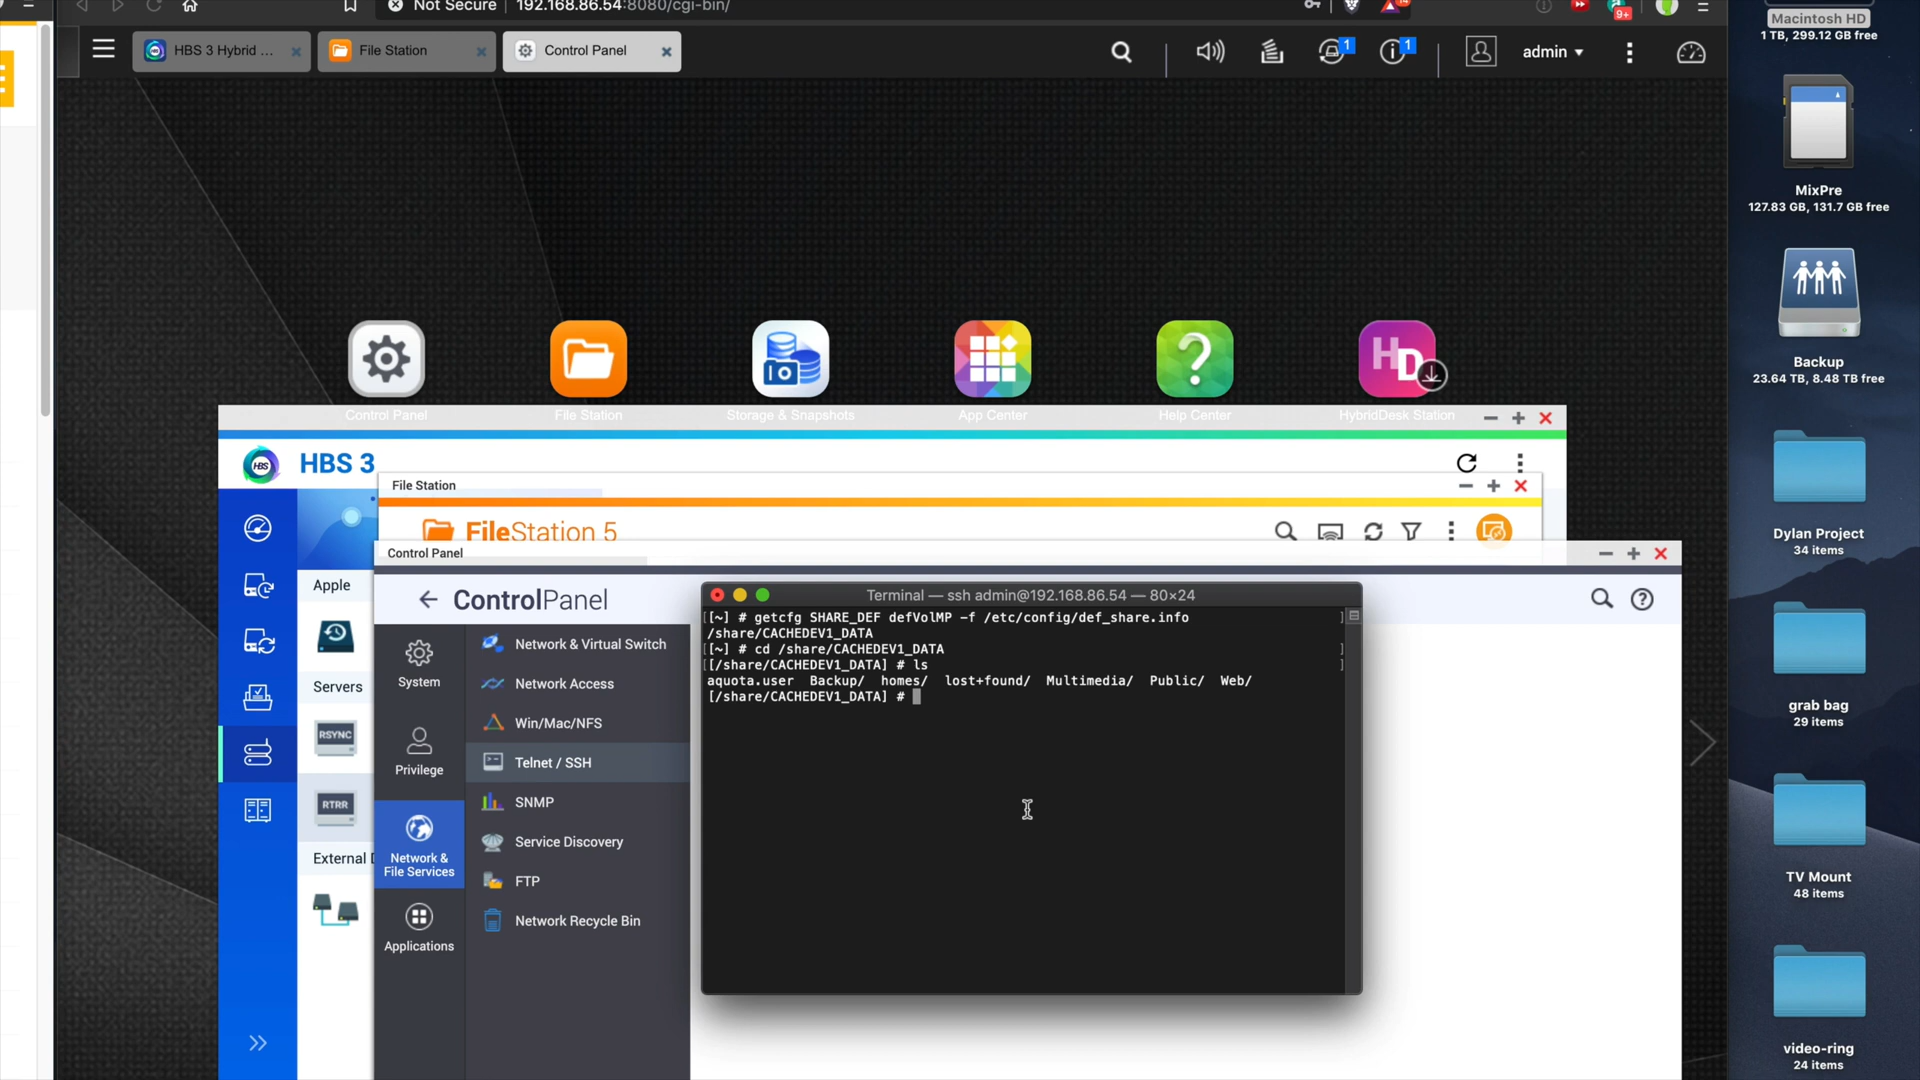 Not Secure
192.168.86.54:8080/cgi-bin/
14
9+
HBS 3 Hybrid ...
File Station
Control Panel
1
1
admin
Control Panel
File Station
Storage & Snapshots
App Center
Help Center
HybridDesk Station
HBS
HBS 3
File Station
FileStation 5
Control Panel
ControlPanel
Apple
Servers
RSYNC
RTRR
External
System
Privilege
Network &
File Services
Applications
Network & Virtual Switch
Network Access
Win/Mac/NFS
Telnet / SSH
SNMP
Service Discovery
FTP
Network Recycle Bin
Terminal — ssh admin@192.168.86.54 — 80×24
[[~] # getcfg SHARE_DEF defVolMP -f /etc/config/def_share.info ]
/share/CACHEDEV1_DATA
[[~] # cd /share/CACHEDEV1_DATA ]
[[/share/CACHEDEV1_DATA] # ls ]
aquota.user Backup/ homes/ lost+found/ Multimedia/ Public/ Web/
[/share/CACHEDEV1_DATA] #
Macintosh HD
1 TB, 299.12 GB free
MixPre
127.83 GB, 131.7 GB free
Backup
23.64 TB, 8.48 TB free
Dylan Project
34 items
grab bag
29 items
TV Mount
48 items
video-ring
24 items